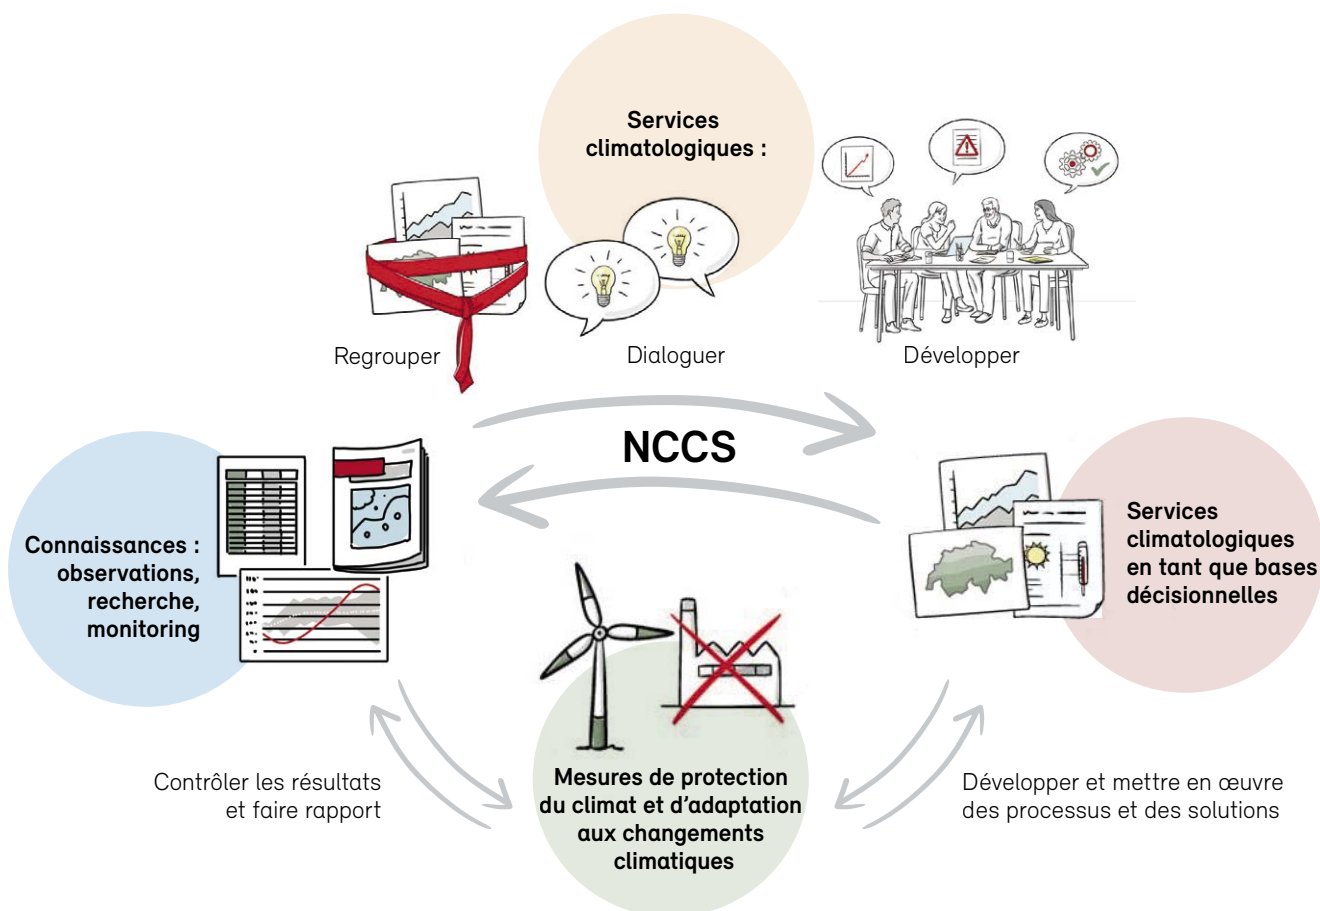 Services
climatologiques :
Regrouper
Dialoguer
Développer
NCCS
Connaissances :
observations,
recherche,
monitoring
Services
climatologiques
en tant que bases
décisionnelles
Contrôler les résultats
et faire rapport
Mesures de protection
du climat et d’adaptation
aux changements
climatiques
Développer et mettre en œuvre
des processus et des solutions